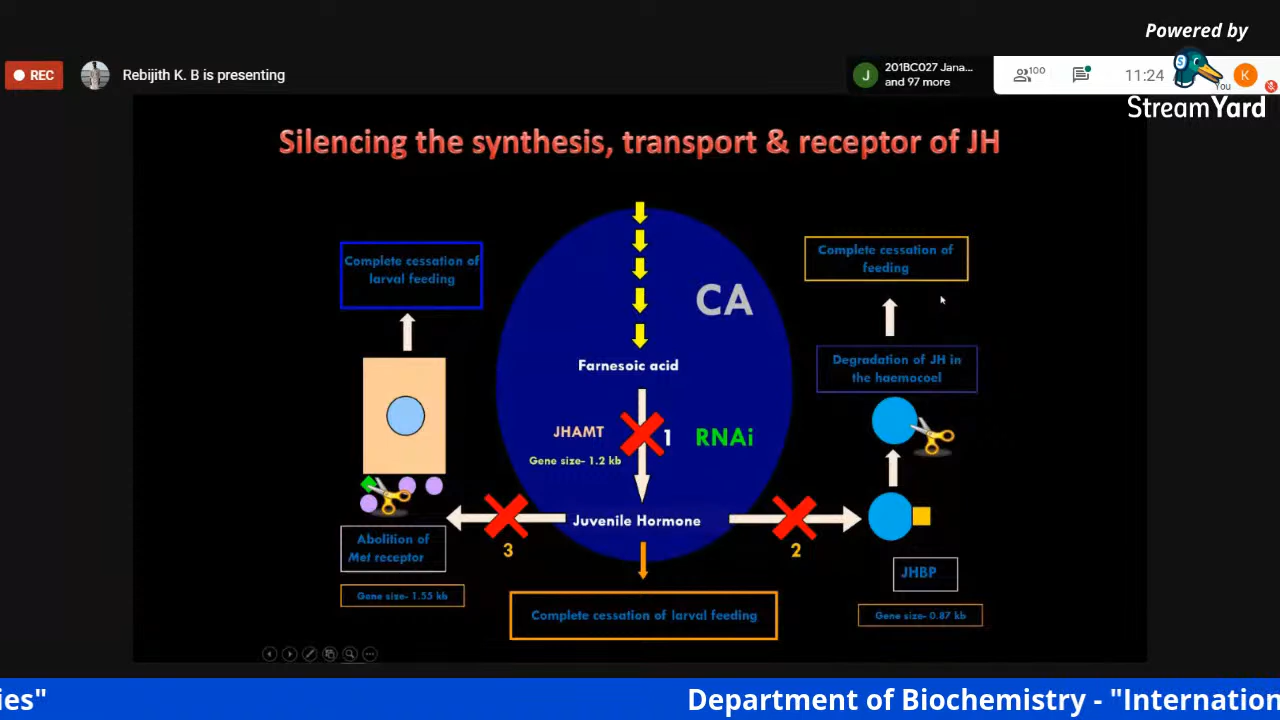 Powered by
REC
Rebijith K. B is presenting
J
201BC027 Jana...
and 97 more
100
11:24
S
You
K
StreamYard
Silencing the synthesis, transport & receptor of JH
Complete cessation of
larval feeding
Complete cessation of
feeding
CA
Farnesoic acid
Degradation of JH in
the haemocoel
JHAMT
1
RNAi
Gene size- 1.2 kb
Juvenile Hormone
3
2
Abolition of
Met receptor
JHBP
Gene size- 1.55 kb
Complete cessation of larval feeding
Gene size- 0.87 kb
ies"
Department of Biochemistry - "Internation